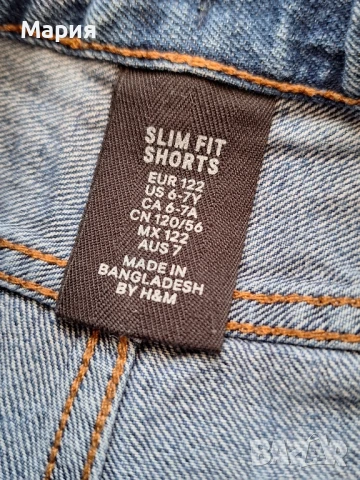 Мария
SLIM FIT
SHORTS
EUR 122
US 6-7Y
CA 6-7A
CN 120/56
MX 122
AUS 7
MADE IN
BANGLADESH
BY H&M
BAZAR